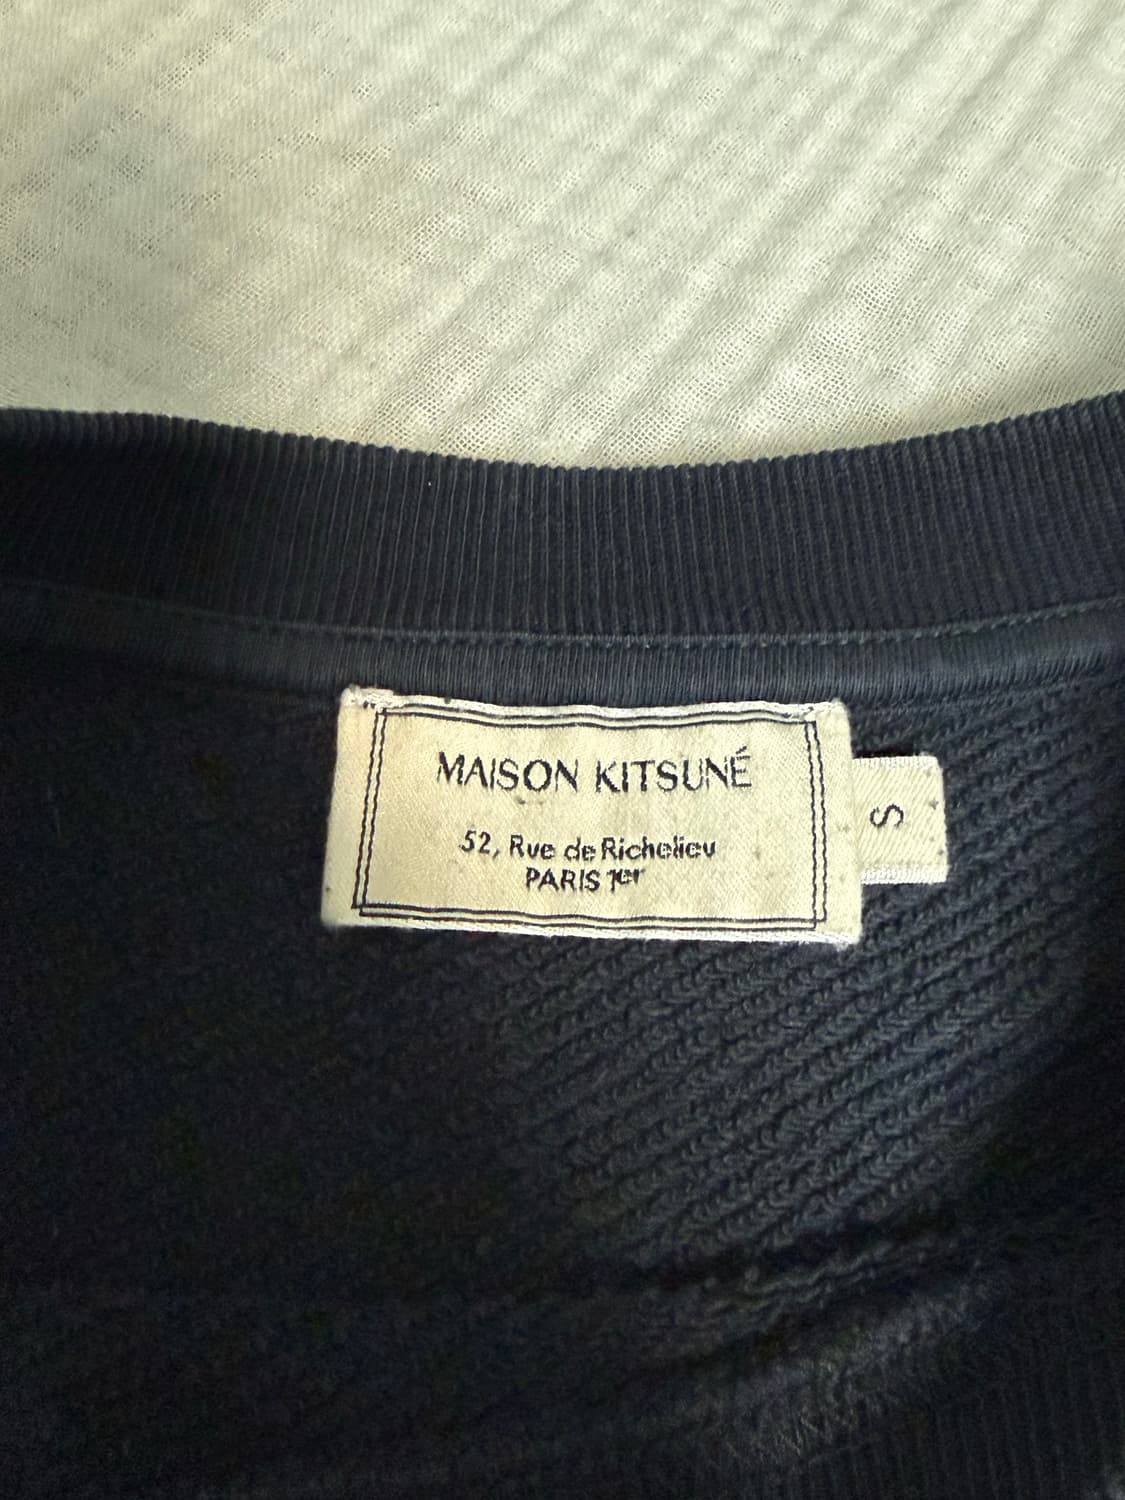 MAISON KITSUNÉ
52, Rue de Richelieu
PARIS 1er
S